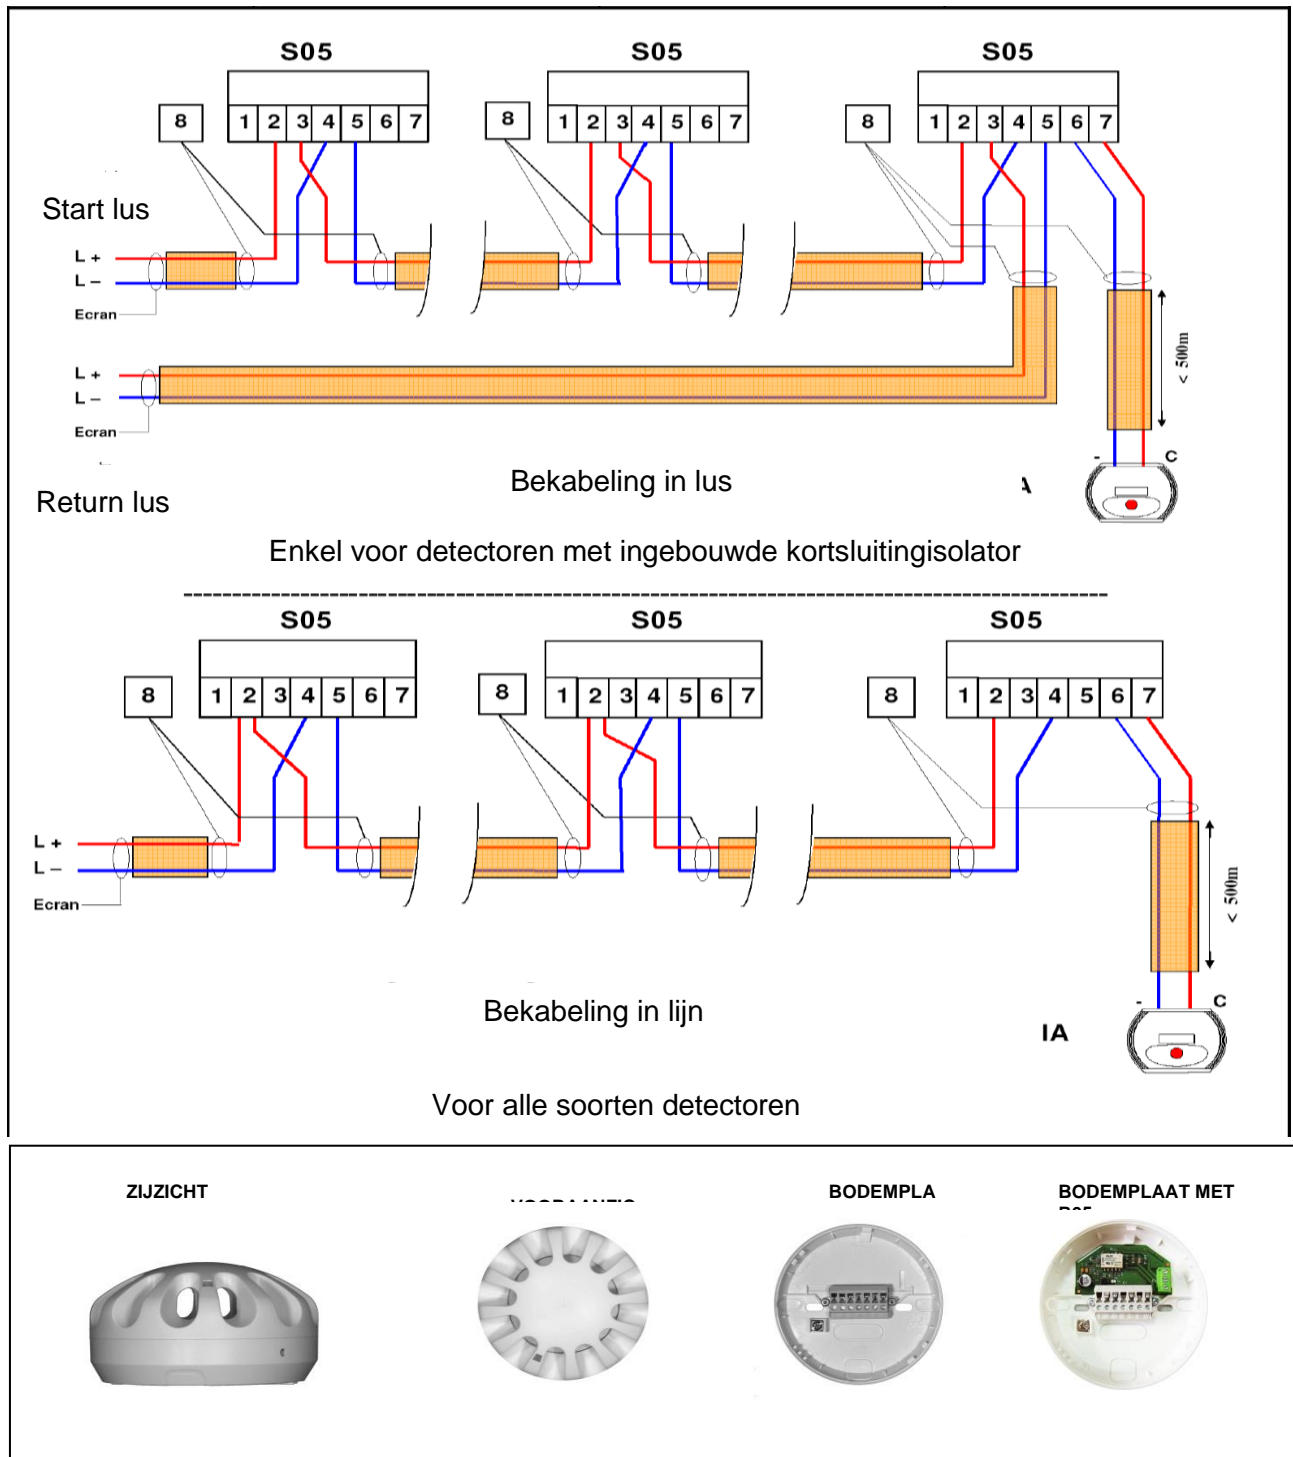 S05 S05 S05
8 1 2 3 4 5 6 7 8 1 2 3 4 5 6 7 8 1 2 3 4 5 6 7
Start lus
L +
L –
Ecran
L +
L –
Ecran
< 500m
- C
A
Return lus
Bekabeling in lus
Enkel voor detectoren met ingebouwde kortsluitingisolator
S05 S05 S05
8 1 2 3 4 5 6 7 8 1 2 3 4 5 6 7 8 1 2 3 4 5 6 7
L +
L –
Ecran
< 500m
- C
IA
Bekabeling in lijn
Voor alle soorten detectoren
ZIJZICHT
BODEMPLA
BODEMPLAAT MET